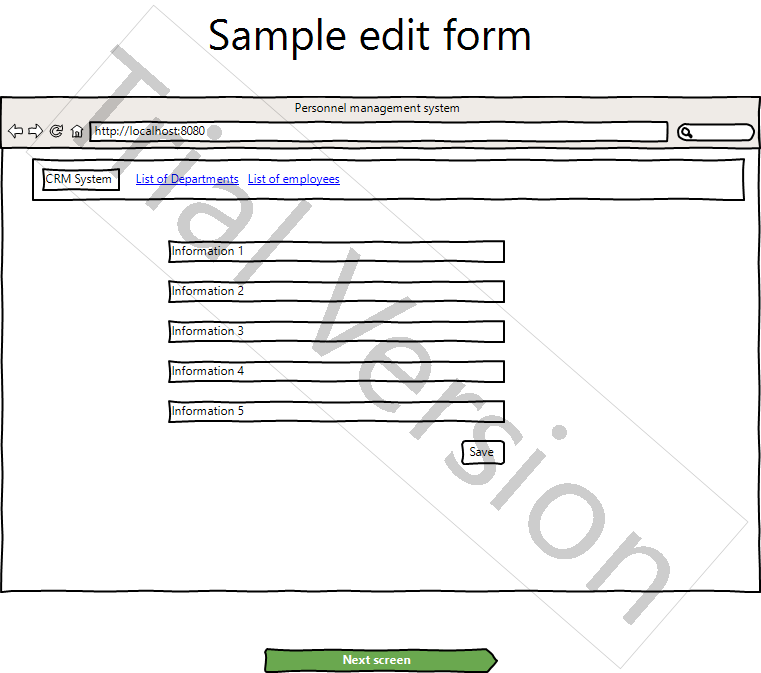 Sample edit form
Personnel management system
http://localhost:8080
CRM System List of Departments List of employees
Information 1
Information 2
Information 3
Information 4
Information 5
Save
Trial Version
Next screen